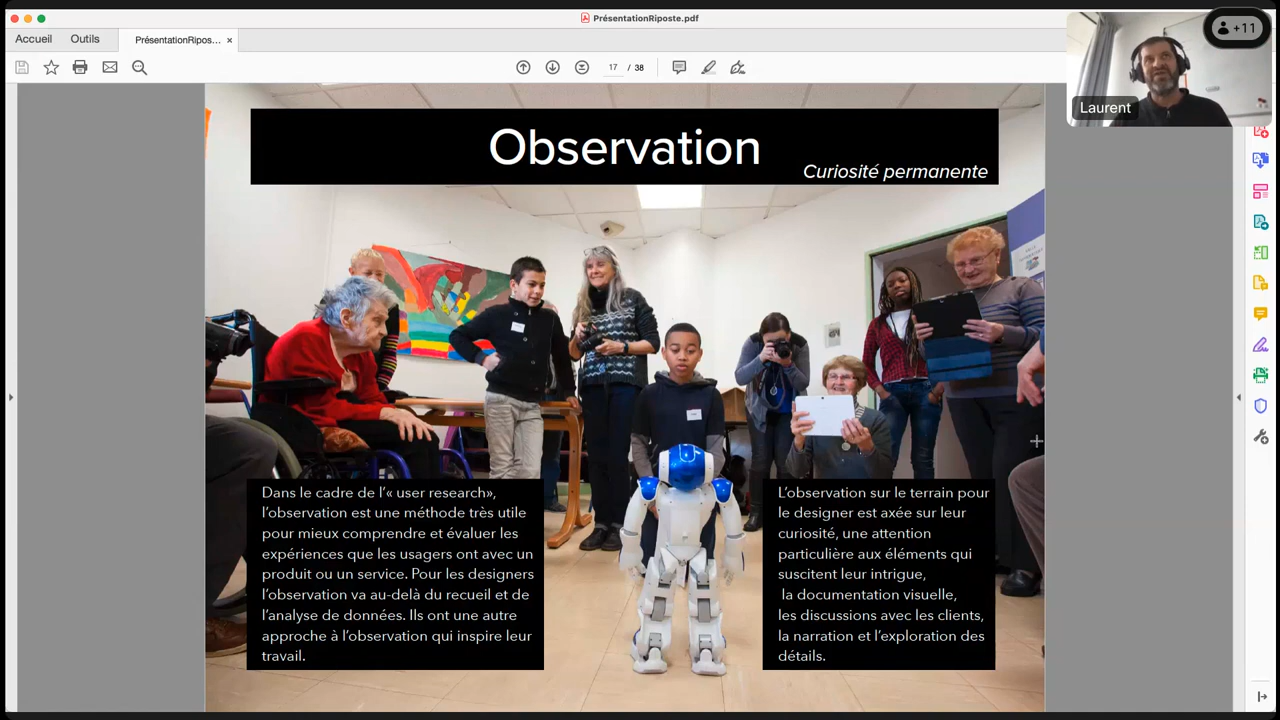 PrésentationRiposte.pdf
Accueil
Outils
PrésentationRipos...
×
17 / 38
+11
Laurent
Observation
Curiosité permanente
Dans le cadre de l'« user research»,
l'observation est une méthode très utile
pour mieux comprendre et évaluer les
expériences que les usagers ont avec un
produit ou un service. Pour les designers
l'observation va au-delà du recueil et de
l'analyse de données. Ils ont une autre
approche à l'observation qui inspire leur
travail.
L'observation sur le terrain pour
le designer est axée sur leur
curiosité, une attention
particulière aux éléments qui
suscitent leur intrigue,
la documentation visuelle,
les discussions avec les clients,
la narration et l'exploration des
détails.